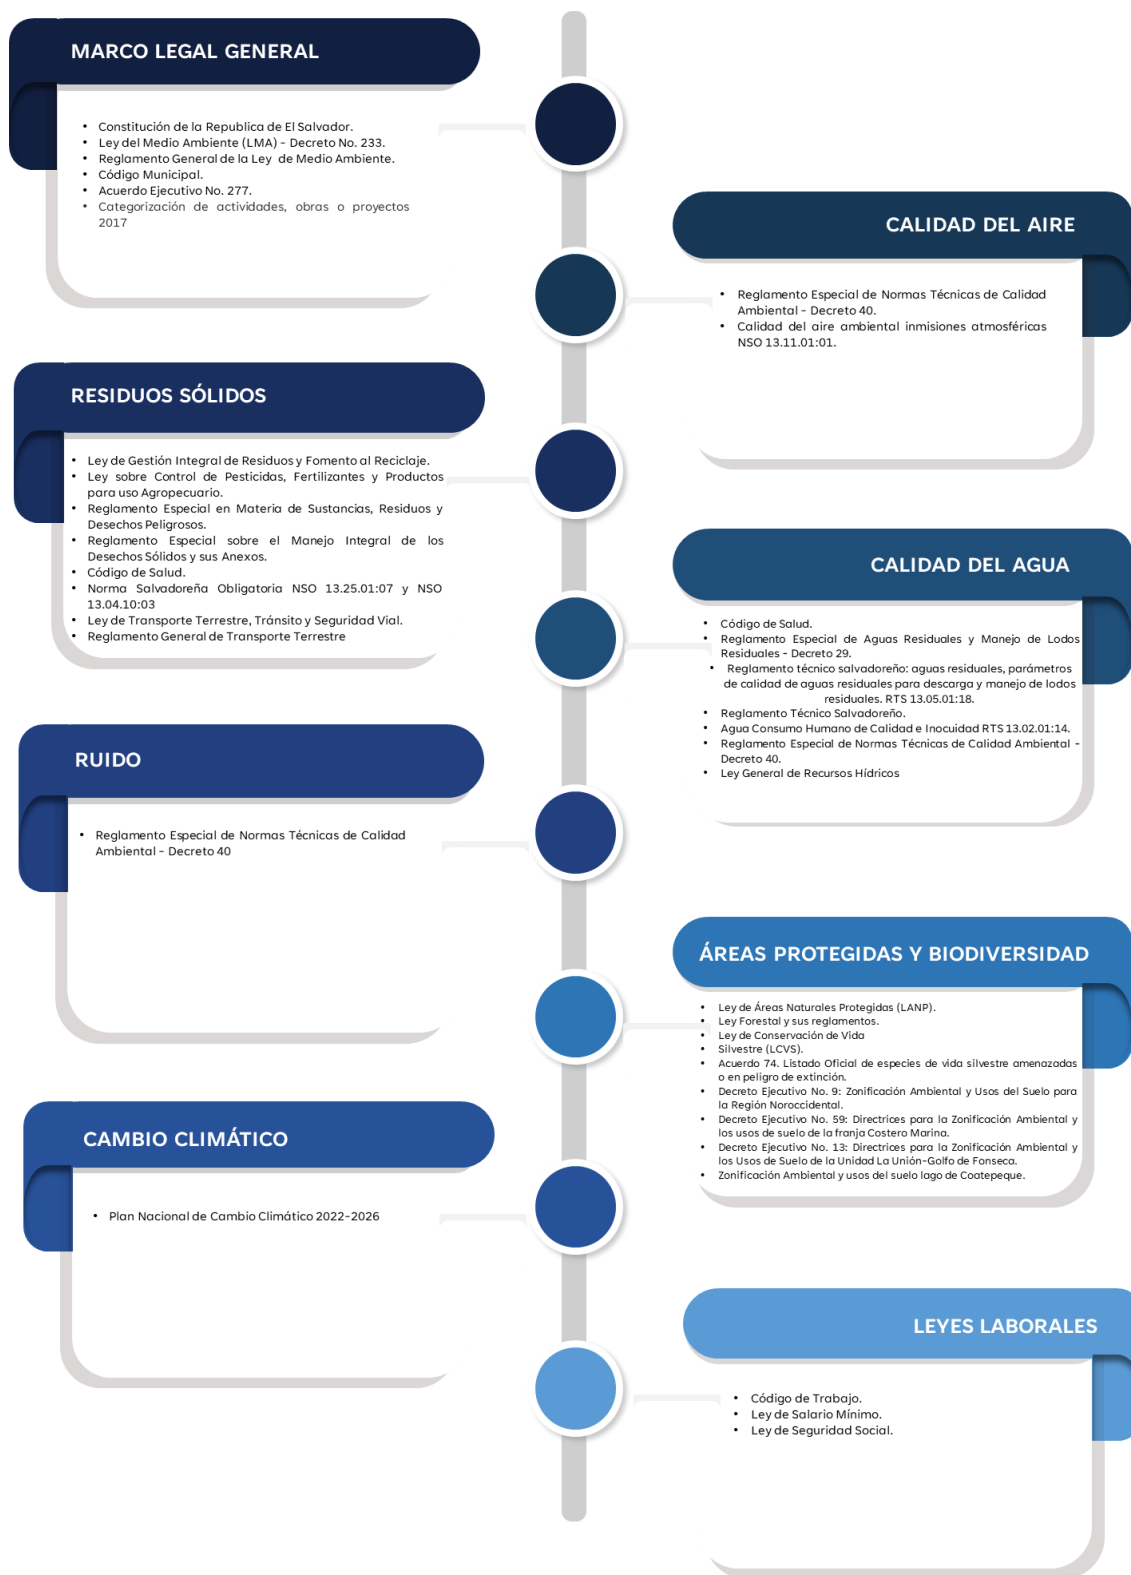 MARCO LEGAL GENERAL
• Constitución de la Republica de El Salvador.
• Ley del Medio Ambiente (LMA) - Decreto No. 233.
• Reglamento General de la Ley de Medio Ambiente.
• Código Municipal.
• Acuerdo Ejecutivo No. 277.
• Categorización de actividades, obras o proyectos
2017
CALIDAD DEL AIRE
• Reglamento Especial de Normas Técnicas de Calidad
Ambiental - Decreto 40.
• Calidad del aire ambiental inmisiones atmosféricas
NSO 13.11.01:01.
RESIDUOS SÓLIDOS
• Ley de Gestión Integral de Residuos y Fomento al Reciclaje.
• Ley sobre Control de Pesticidas, Fertilizantes y Productos
para uso Agropecuario.
• Reglamento Especial en Materia de Sustancias, Residuos y
Desechos Peligrosos.
• Reglamento Especial sobre el Manejo Integral de los
Desechos Sólidos y sus Anexos.
• Código de Salud.
• Norma Salvadoreña Obligatoria NSO 13.25.01:07 y NSO
13.04.10:03
• Ley de Transporte Terrestre, Tránsito y Seguridad Vial.
• Reglamento General de Transporte Terrestre
CALIDAD DEL AGUA
• Código de Salud.
• Reglamento Especial de Aguas Residuales y Manejo de Lodos
Residuales - Decreto 29.
• Reglamento técnico salvadoreño: aguas residuales, parámetros
de calidad de aguas residuales para descarga y manejo de lodos
residuales. RTS 13.05.01:18.
• Reglamento Técnico Salvadoreño.
• Agua Consumo Humano de Calidad e Inocuidad RTS 13.02.01:14.
• Reglamento Especial de Normas Técnicas de Calidad Ambiental -
Decreto 40.
• Ley General de Recursos Hídricos
RUIDO
• Reglamento Especial de Normas Técnicas de Calidad
Ambiental - Decreto 40
ÁREAS PROTEGIDAS Y BIODIVERSIDAD
• Ley de Áreas Naturales Protegidas (LANP).
• Ley Forestal y sus reglamentos.
• Ley de Conservación de Vida
• Silvestre (LCVS).
• Acuerdo 74. Listado Oficial de especies de vida silvestre amenazadas
o en peligro de extinción.
• Decreto Ejecutivo No. 9: Zonificación Ambiental y Usos del Suelo para
la Región Noroccidental.
• Decreto Ejecutivo No. 59: Directrices para la Zonificación Ambiental y
los usos de suelo de la franja Costero Marina.
• Decreto Ejecutivo No. 13: Directrices para la Zonificación Ambiental y
los Usos de Suelo de la Unidad La Unión-Golfo de Fonseca.
• Zonificación Ambiental y usos del suelo lago de Coatepeque.
CAMBIO CLIMÁTICO
• Plan Nacional de Cambio Climático 2022-2026
LEYES LABORALES
• Código de Trabajo.
• Ley de Salario Mínimo.
• Ley de Seguridad Social.